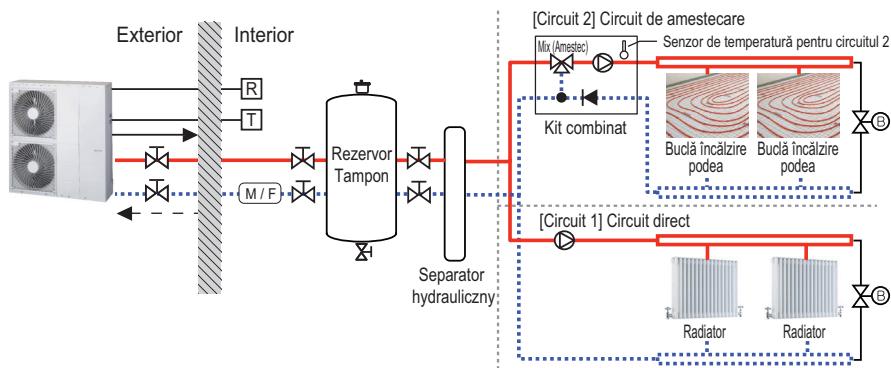 [Circuit 2] Circuit de amestecare
Exterior
Interior
Mix (Amestec)
Senzor de temperatură pentru circuitul 2
R
T
Kit combinat
Buclă încălzire
podea
Buclă încălzire
podea
B
Rezervor
Tampon
M / F
[Circuit 1] Circuit direct
Separator
hydrauliczny
Radiator
Radiator
B